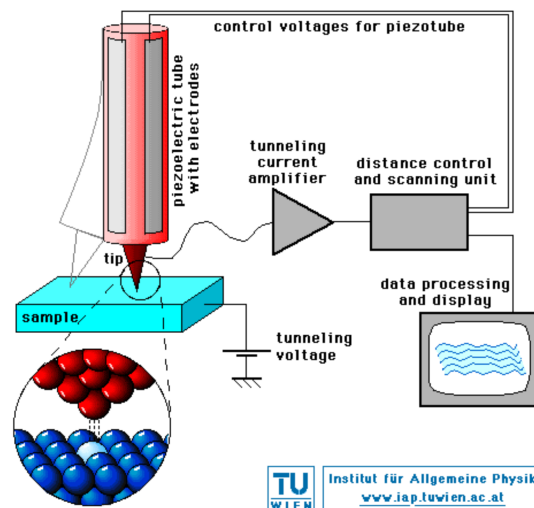 control voltages for piezotube
piezoelectric tube
with electrodes
tunneling
current
amplifier
distance control
and scanning unit
tip
sample
tunneling
voltage
data processing
and display
TU
WIEN
Institut für Allgemeine Physik
www.iap.tuwien.ac.at